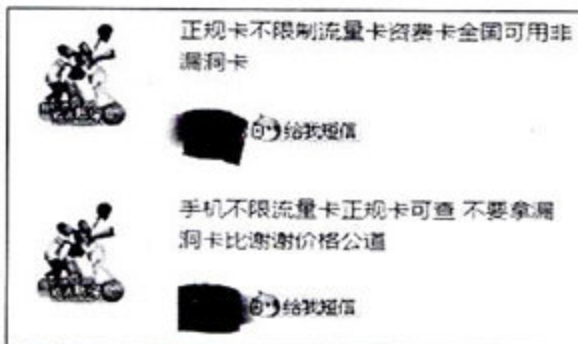 正规卡不限制流量卡资费卡全国可用非
漏洞卡
给我短信
手机不限流量卡正规卡可查 不要拿漏
洞卡比谢谢价格公道
给我短信